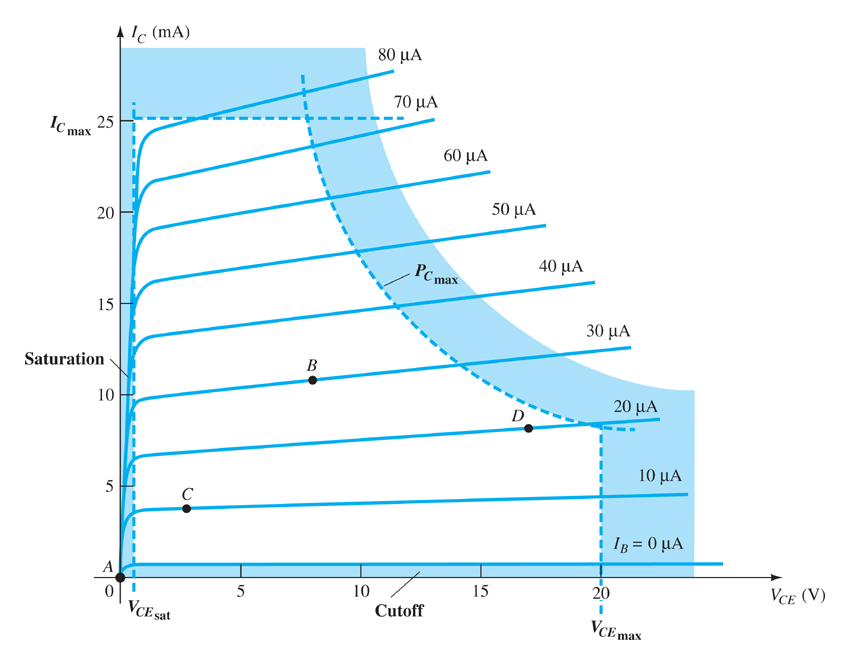 I_C (mA)
80 μA
70 μA
I_C max
25
60 μA
20
50 μA
40 μA
P_C max
15
30 μA
Saturation
B
10
20 μA
D
10 μA
5
C
I_B = 0 μA
A
0
5
10
15
20
V_CE (V)
V_CE sat
Cutoff
V_CE max